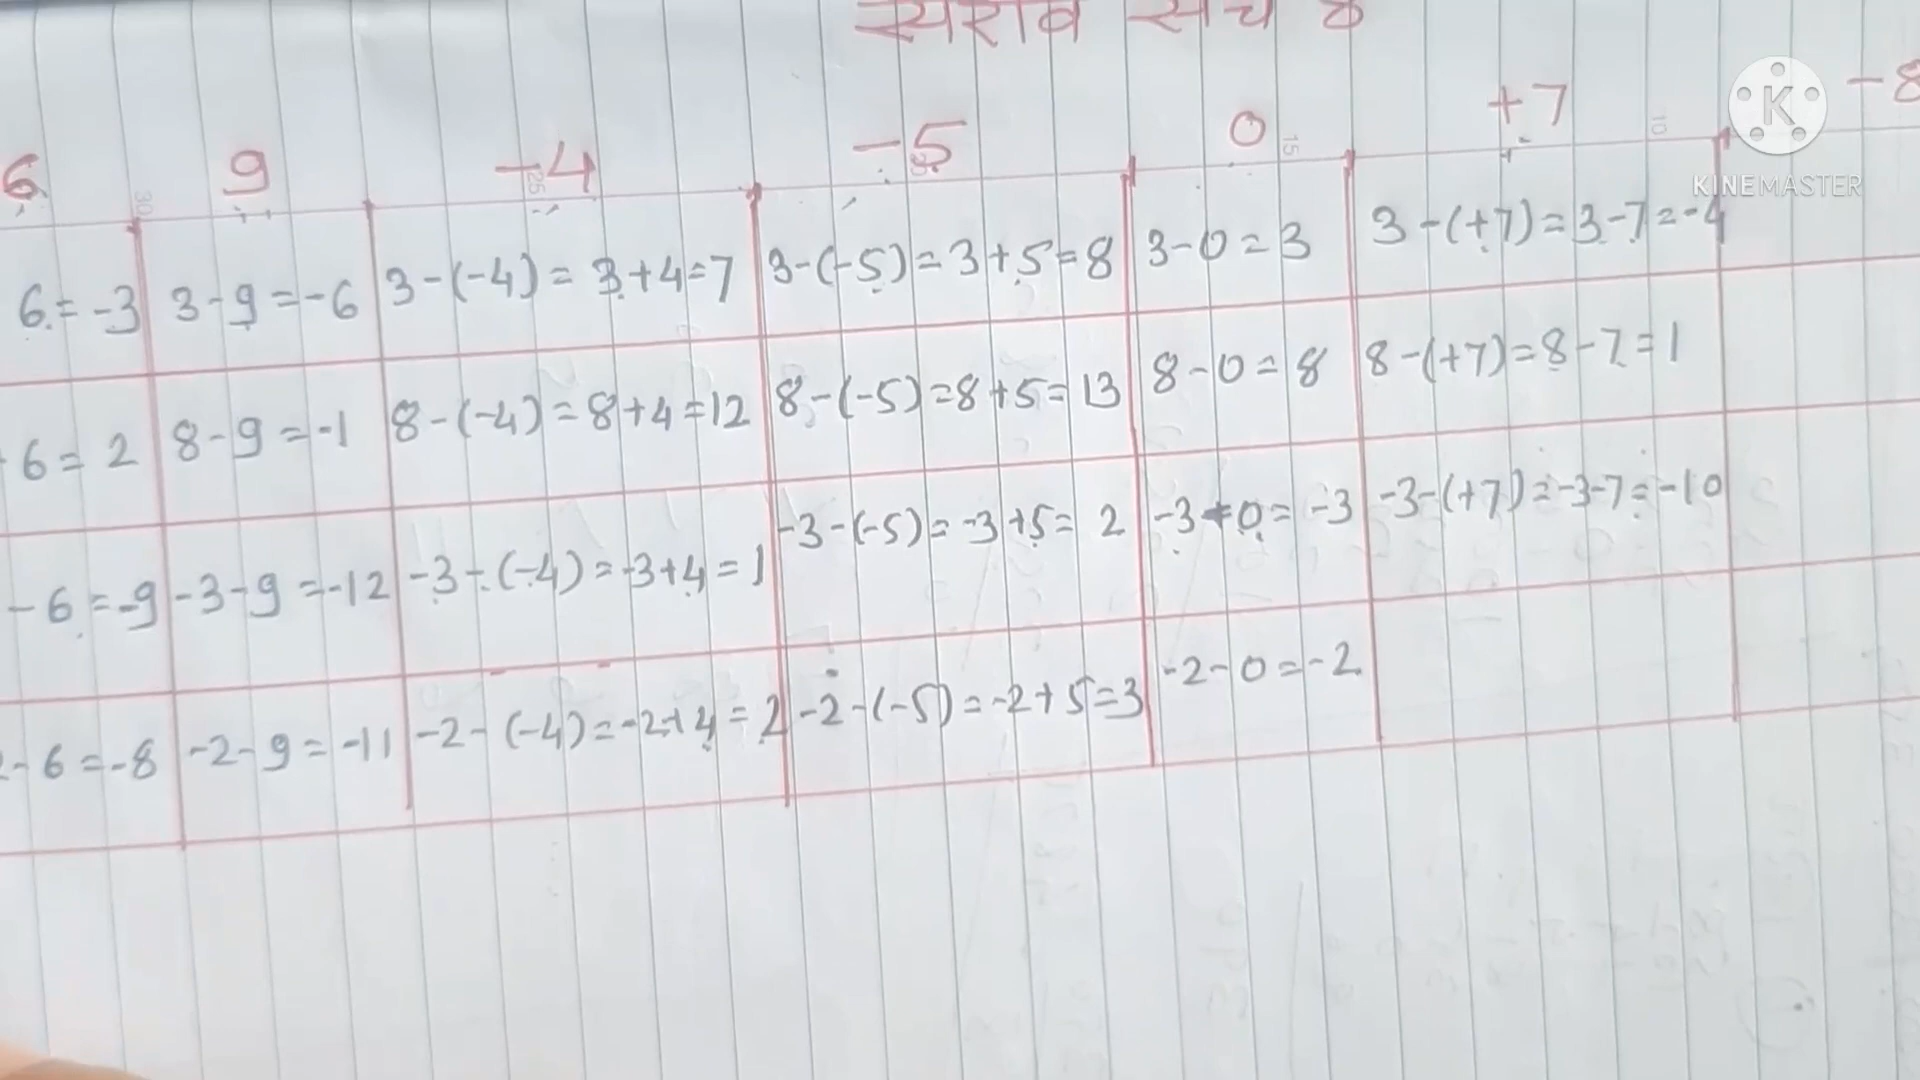 सराव संच 8
6 9 -4 -5 0 +7 -8
6 = -3 3-9 = -6 3-(-4) = 3+4=7 3-(-5) = 3+5=8 3-0=3 3-(+7)=3-7=-4
6 = 2 8-9 = -1 8-(-4) = 8+4=12 8-(-5)=8+5=13 8-0=8 8-(+7)=8-7=1
-6=-9 -3-9=-12 -3-(-4)=-3+4=1 -3-(-5)=-3+5=2 -3+0=-3 -3-(+7)=-3-7=-10
-6=-8 -2-9=-11 -2-(-4)=-2+4=2 -2-(-5)=-2+5=3 -2-0=-2
KINEMASTER